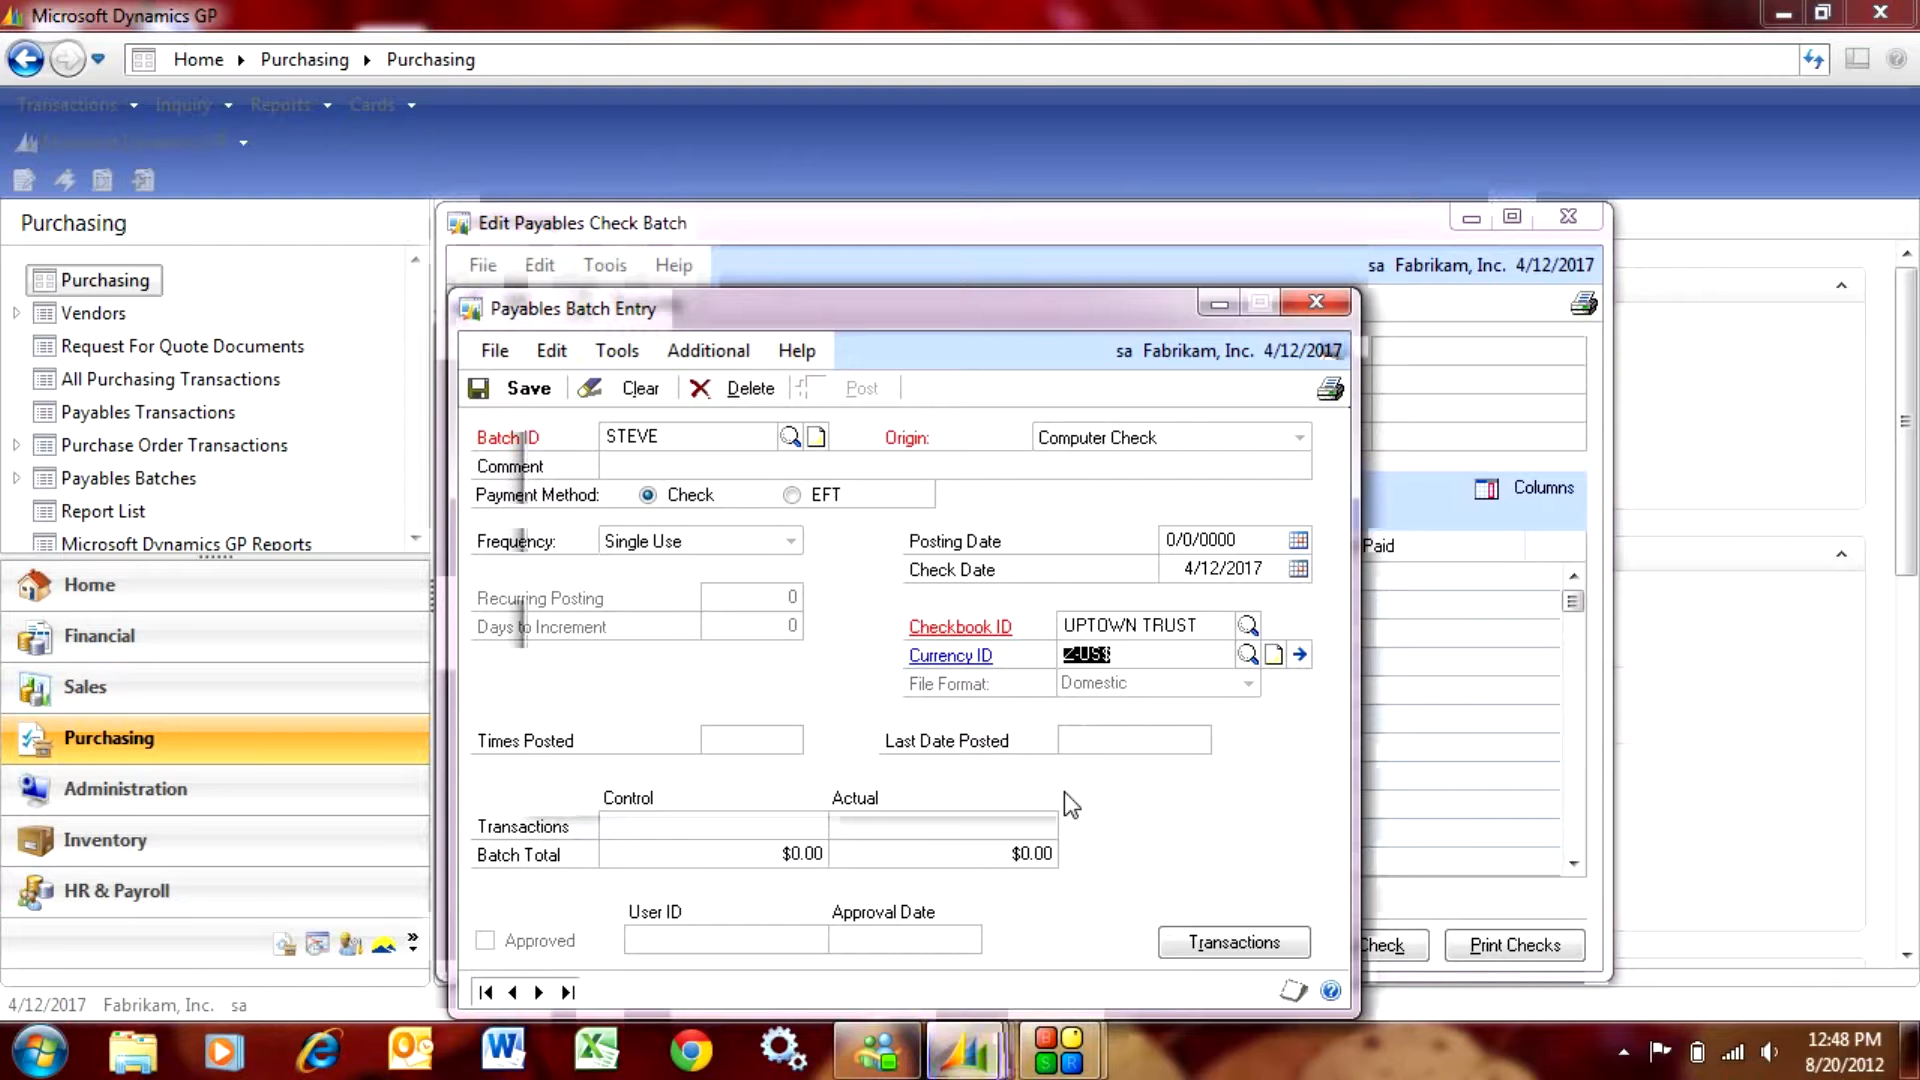 Microsoft Dynamics GP
Home Purchasing Purchasing
Transactions Inquiry Reports Cards
Purchasing
Purchasing
Vendors
Request For Quote Documents
All Purchasing Transactions
Payables Transactions
Purchase Order Transactions
Payables Batches
Report List
Microsoft Dynamics GP Reports
Home
Financial
Purchasing
Sales
Purchasing
Administration
Inventory
HR & Payroll
4/12/2017 Fabrikam, Inc. sa
Edit Payables Check Batch
File Edit Tools Help
sa Fabrikam, Inc. 4/12/2017
Columns
Paid
Check
Print Checks
Payables Batch Entry
File Edit Tools Additional Help
sa Fabrikam, Inc. 4/12/2017
Save Clear Delete Post
Batch ID STEVE Origin: Computer Check
Comment
Payment Method: Check EFT
Frequency: Single Use Posting Date 0/0/0000
Check Date 4/12/2017
Recurring Posting 0
Days to Increment 0
Checkbook ID UPTOWN TRUST
Currency ID Z-US$
File Format: Domestic
Times Posted Last Date Posted
Control Actual
Transactions
Batch Total $0.00 $0.00
User ID Approval Date
Approved
Transactions
12:48 PM
8/20/2012